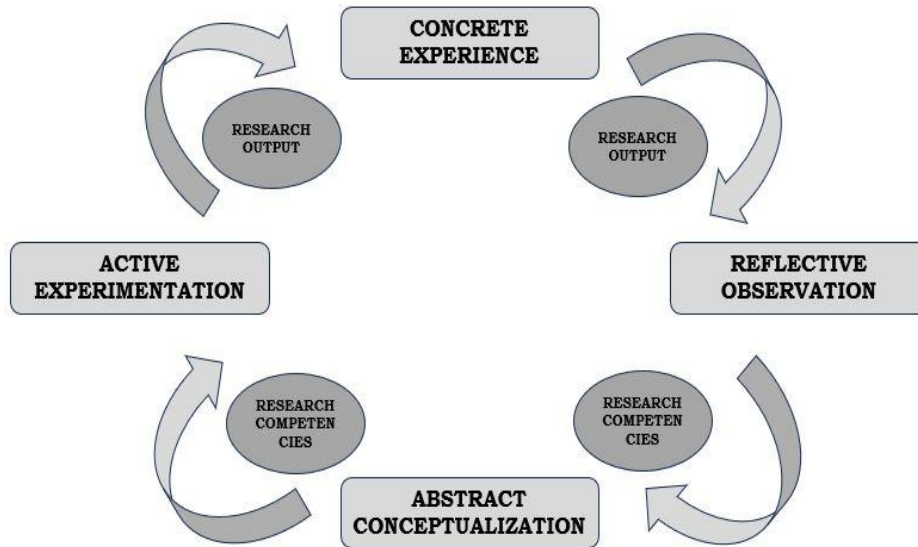 CONCRETE
EXPERIENCE
RESEARCH
OUTPUT
RESEARCH
OUTPUT
ACTIVE
EXPERIMENTATION
REFLECTIVE
OBSERVATION
RESEARCH
COMPETEN
CIES
RESEARCH
COMPETEN
CIES
ABSTRACT
CONCEPTUALIZATION